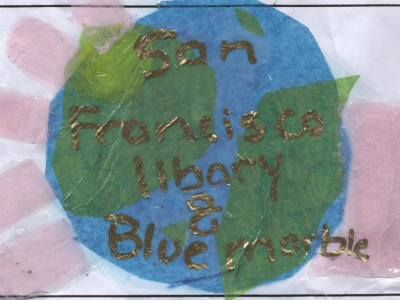 San
Francisco
libary
&
Blue marble